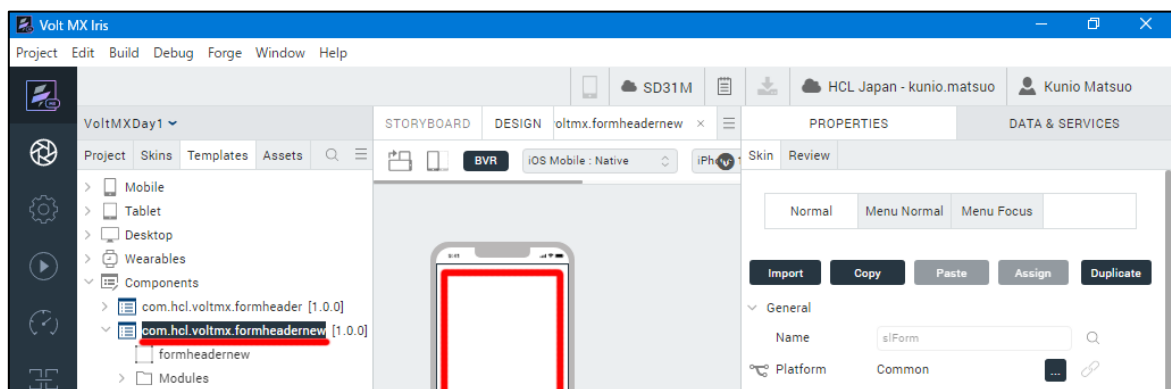 Volt MX Iris
Project Edit Build Debug Forge Window Help
SD31M HCL Japan - kunio.matsuo Kunio Matsuo
VoltMXDay1 STORYBOARD DESIGN voltmx.formheadernew × PROPERTIES DATA & SERVICES
Project Skins Templates Assets BVR iOS Mobile : Native Skin Review
Mobile
Tablet
Desktop
Wearables
Components
com.hcl.voltmx.formheader [1.0.0]
com.hcl.voltmx.formheadernew [1.0.0]
formheadernew
Modules
9:41
Normal Menu Normal Menu Focus
Import Copy Paste Assign Duplicate
General
Name slForm
Platform Common ...